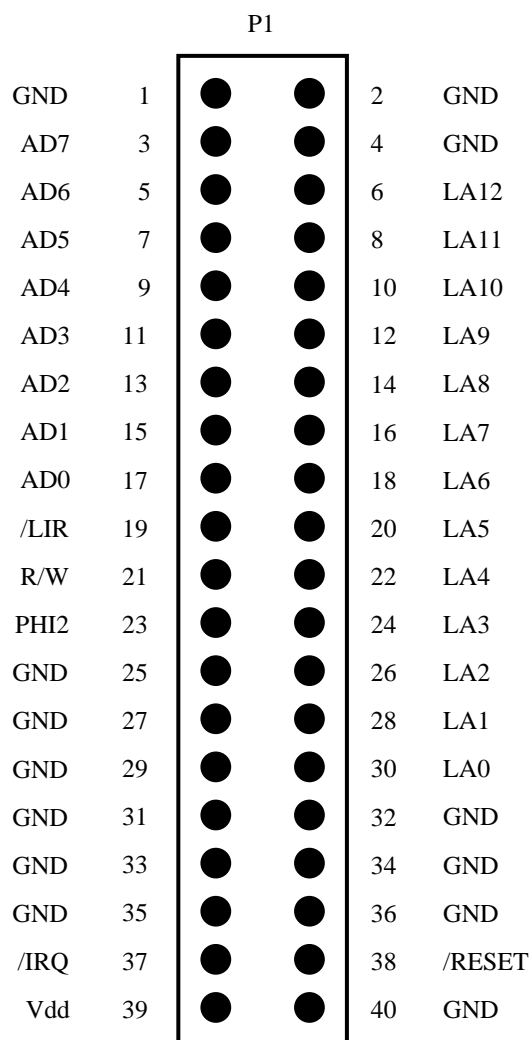 P1
GND 1 2 GND
AD7 3 4 GND
AD6 5 6 LA12
AD5 7 8 LA11
AD4 9 10 LA10
AD3 11 12 LA9
AD2 13 14 LA8
AD1 15 16 LA7
AD0 17 18 LA6
/LIR 19 20 LA5
R/W 21 22 LA4
PHI2 23 24 LA3
GND 25 26 LA2
GND 27 28 LA1
GND 29 30 LA0
GND 31 32 GND
GND 33 34 GND
GND 35 36 GND
/IRQ 37 38 /RESET
Vdd 39 40 GND